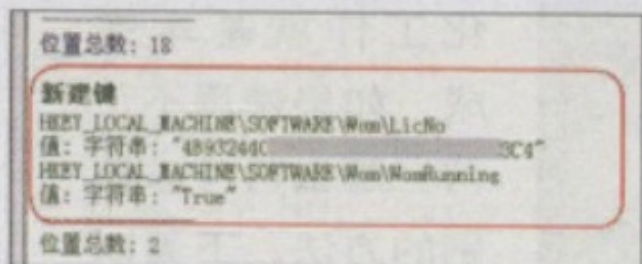 位置总数: 18
新建键
HKEY_LOCAL_MACHINE\SOFTWARE\Wom\LicNo
值: 字符串: "4B932440 3C4"
HKEY_LOCAL_MACHINE\SOFTWARE\Wom\WomRunning
值: 字符串: "True"
位置总数: 2